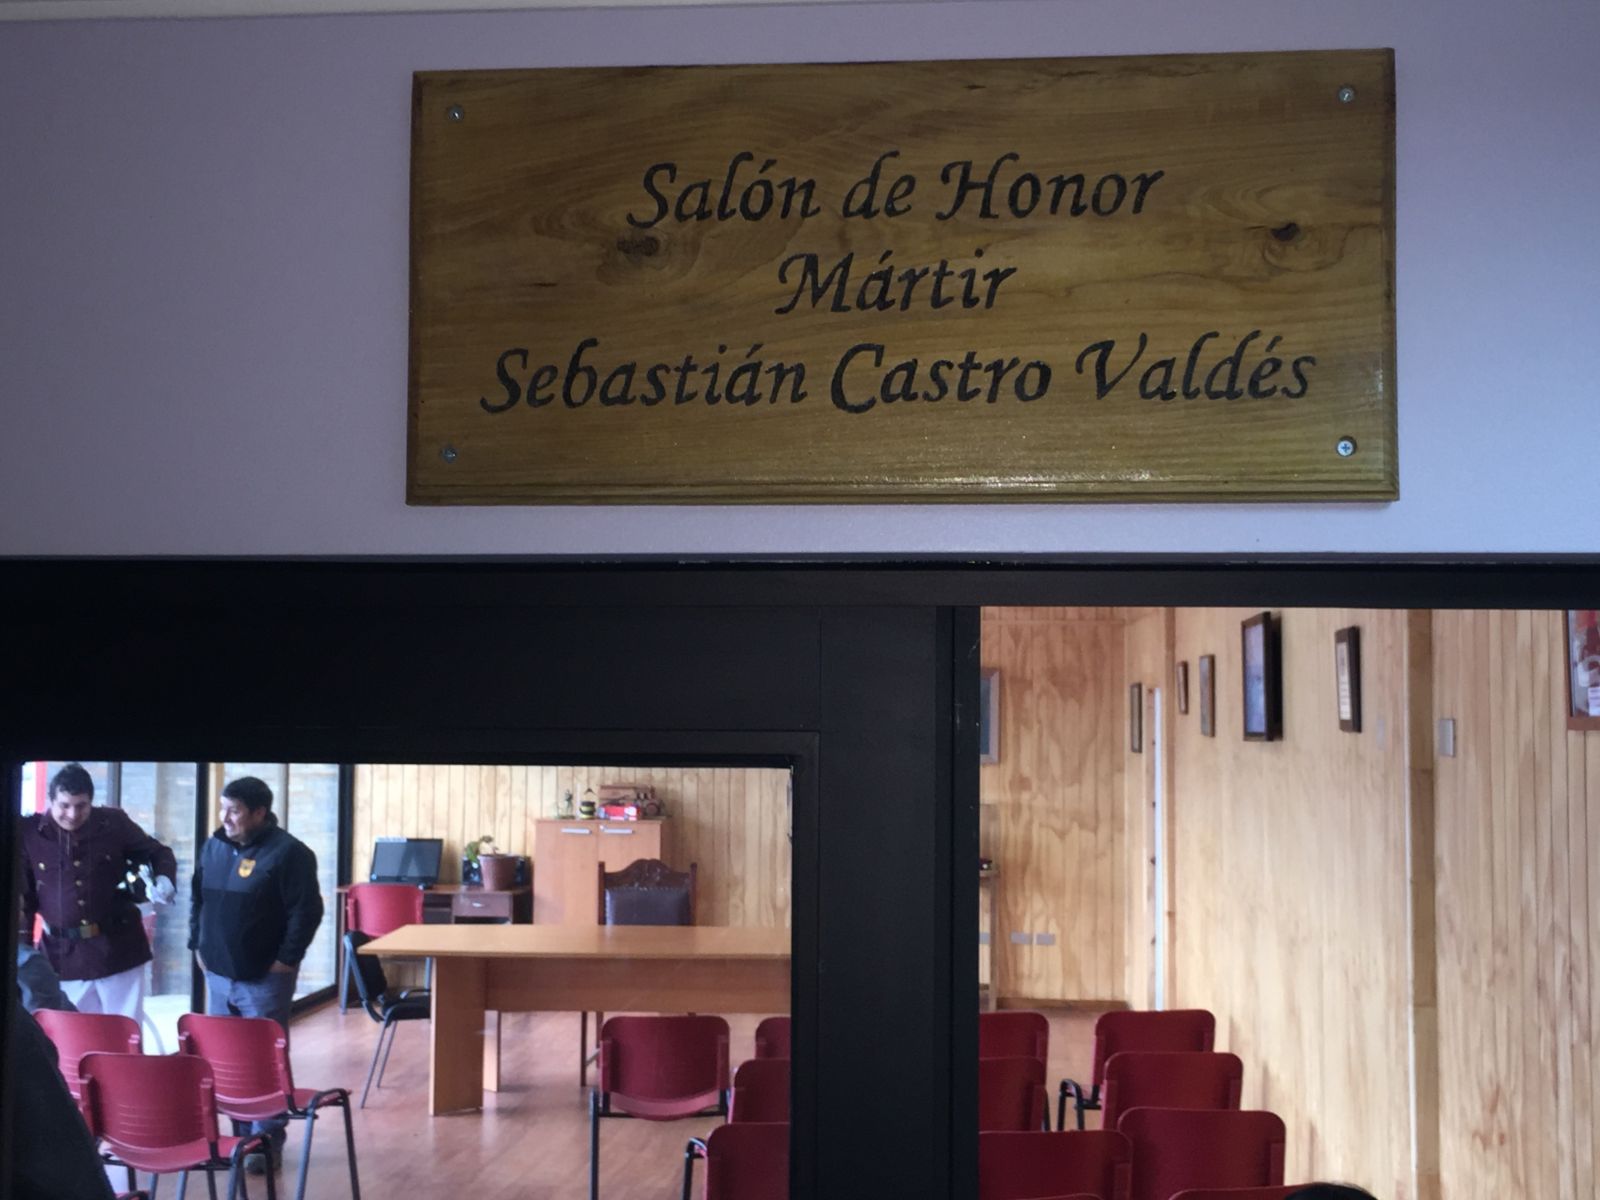 Salón de Honor
Mártir
Sebastián Castro Valdés